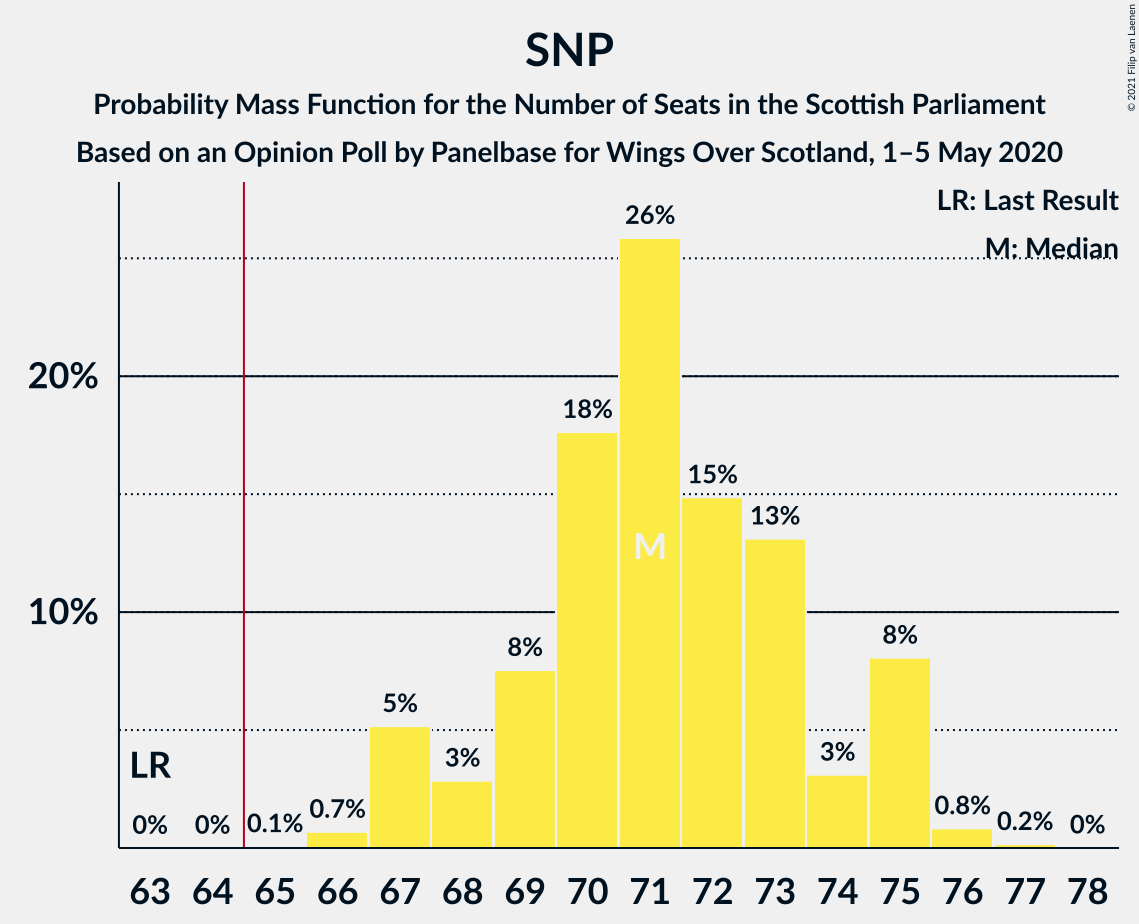 SNP
Probability Mass Function for the Number of Seats in the Scottish Parliament
Based on an Opinion Poll by Panelbase for Wings Over Scotland, 1–5 May 2020
© 2021 Filip van Laenen
LR: Last Result
M: Median
20%
10%
LR
M
0%
0%
0.1%
0.7%
5%
3%
8%
18%
26%
15%
13%
3%
8%
0.8%
0.2%
0%
63 64 65 66 67 68 69 70 71 72 73 74 75 76 77 78